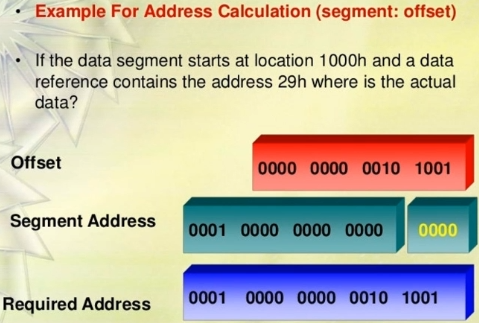 • Example For Address Calculation (segment: offset)
• If the data segment starts at location 1000h and a data
reference contains the address 29h where is the actual
data?
Offset 0000 0000 0010 1001
Segment Address 0001 0000 0000 0000 0000
Required Address 0001 0000 0000 0010 1001